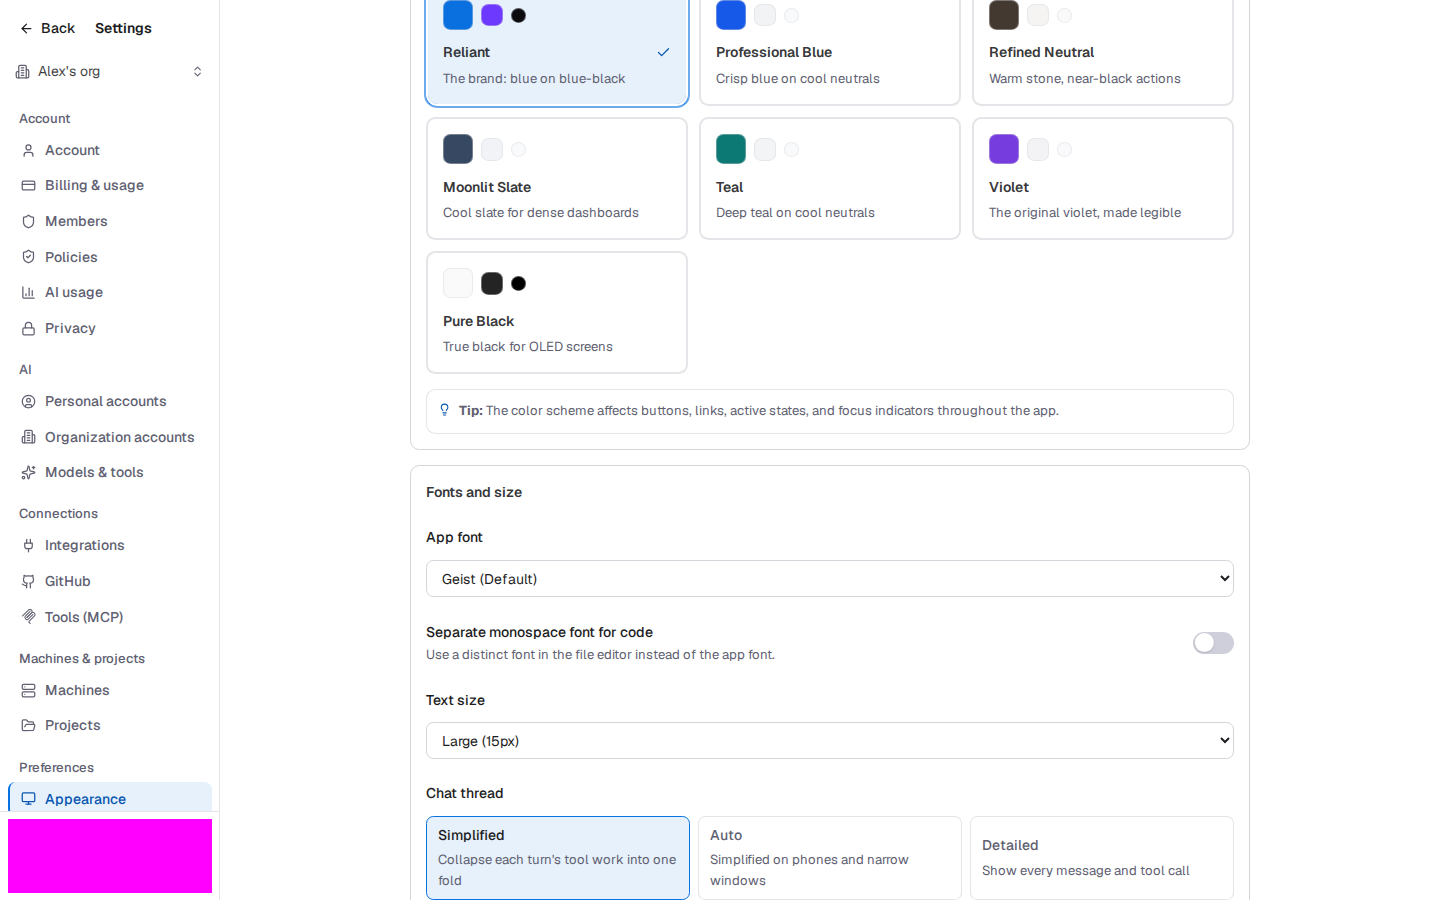 Back Settings
Alex's org
Account
Account
Billing & usage
Members
Policies
AI usage
Privacy
AI
Personal accounts
Organization accounts
Models & tools
Connections
Integrations
GitHub
Tools (MCP)
Machines & projects
Machines
Projects
Preferences
Appearance
Reliant
The brand: blue on blue-black
Professional Blue
Crisp blue on cool neutrals
Refined Neutral
Warm stone, near-black actions
Moonlit Slate
Cool slate for dense dashboards
Teal
Deep teal on cool neutrals
Violet
The original violet, made legible
Pure Black
True black for OLED screens
Tip: The color scheme affects buttons, links, active states, and focus indicators throughout the app.
Fonts and size
App font
Geist (Default)
Separate monospace font for code
Use a distinct font in the file editor instead of the app font.
Text size
Large (15px)
Chat thread
Simplified
Collapse each turn's tool work into one
fold
Auto
Simplified on phones and narrow
windows
Detailed
Show every message and tool call